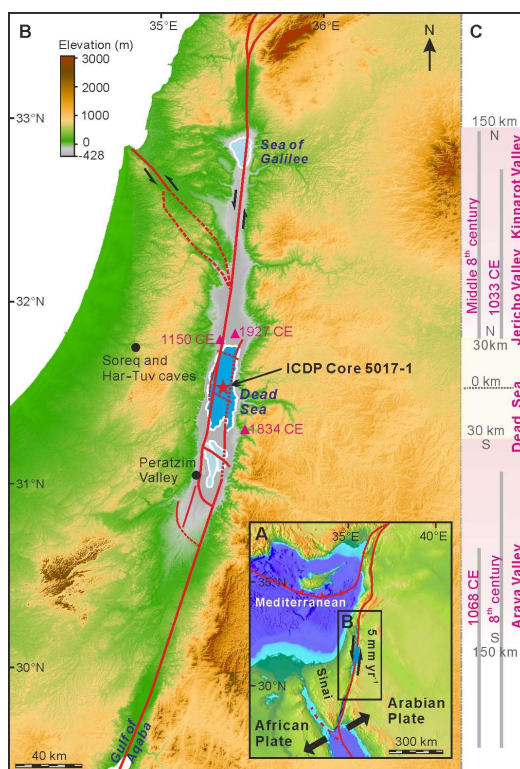 B
35°E
36°E
N
C
Elevation (m)
3000
2000
1000
0
-428
33°N
32°N
31°N
30°N
Sea of
Galilee
1150 CE
1927 CE
Soreq and
Har-Tuv caves
ICDP Core 5017-1
Dead
Sea
1834 CE
Peratzim
Valley
Gulf of
Aqaba
40 km
A
35°E
40°E
35°N
Mediterranean
B
5 mm yr⁻¹
30°N
Sinai
African
Plate
Arabian
Plate
300 km
150 km
N
Middle 8th century
1033 CE
Jericho Valley Kinnarot Valley
N
30km
0 km
Dead Sea
30 km
S
1068 CE
8th century
Arava Valley
S
150km